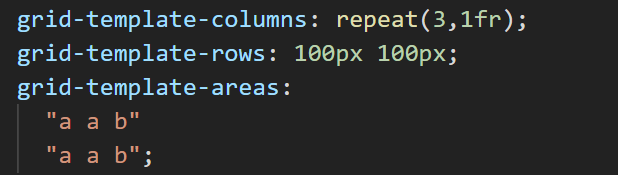 grid-template-columns: repeat(3,1fr);
grid-template-rows: 100px 100px;
grid-template-areas:
"a a b"
"a a b";